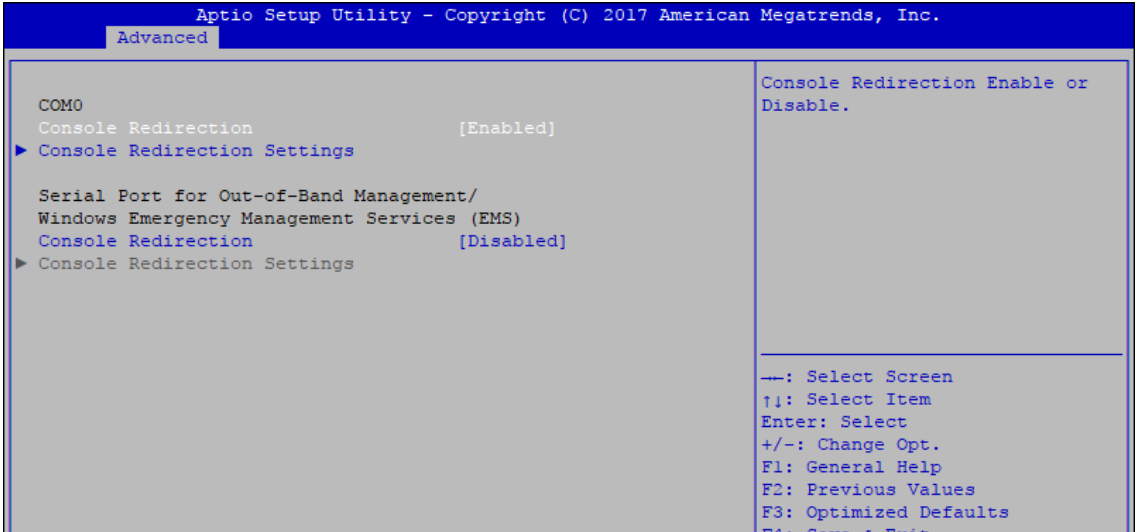 Aptio Setup Utility – Copyright (C) 2017 American Megatrends, Inc.
Advanced
COM0
Console Redirection [Enabled]
► Console Redirection Settings
Serial Port for Out-of-Band Management/
Windows Emergency Management Services (EMS)
Console Redirection [Disabled]
► Console Redirection Settings
Console Redirection Enable or
Disable.
→←: Select Screen
↑↓: Select Item
Enter: Select
+/-: Change Opt.
F1: General Help
F2: Previous Values
F3: Optimized Defaults